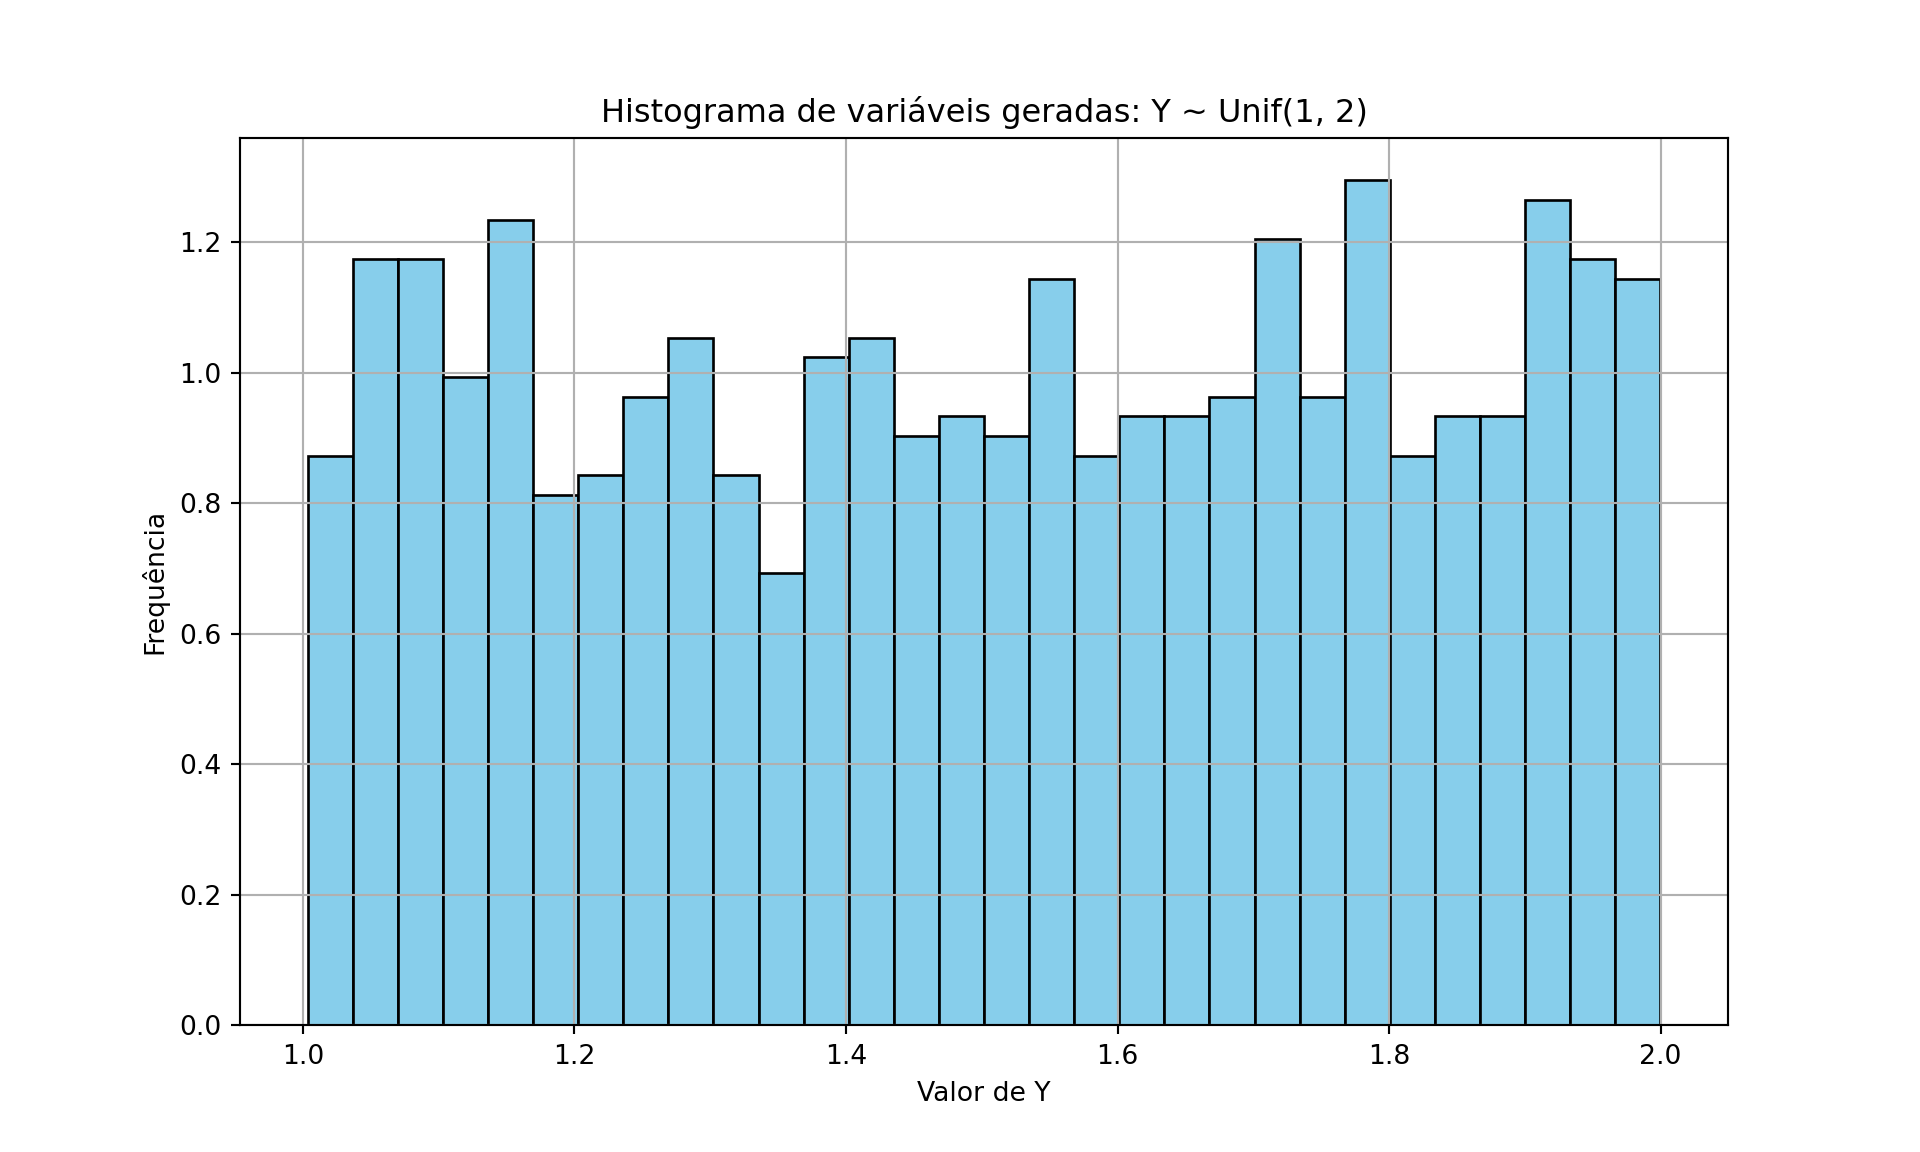 Histograma de variáveis geradas: Y ~ Unif(1, 2)
Frequência
1.2
1.0
0.8
0.6
0.4
0.2
0.0
1.0 1.2 1.4 1.6 1.8 2.0
Valor de Y